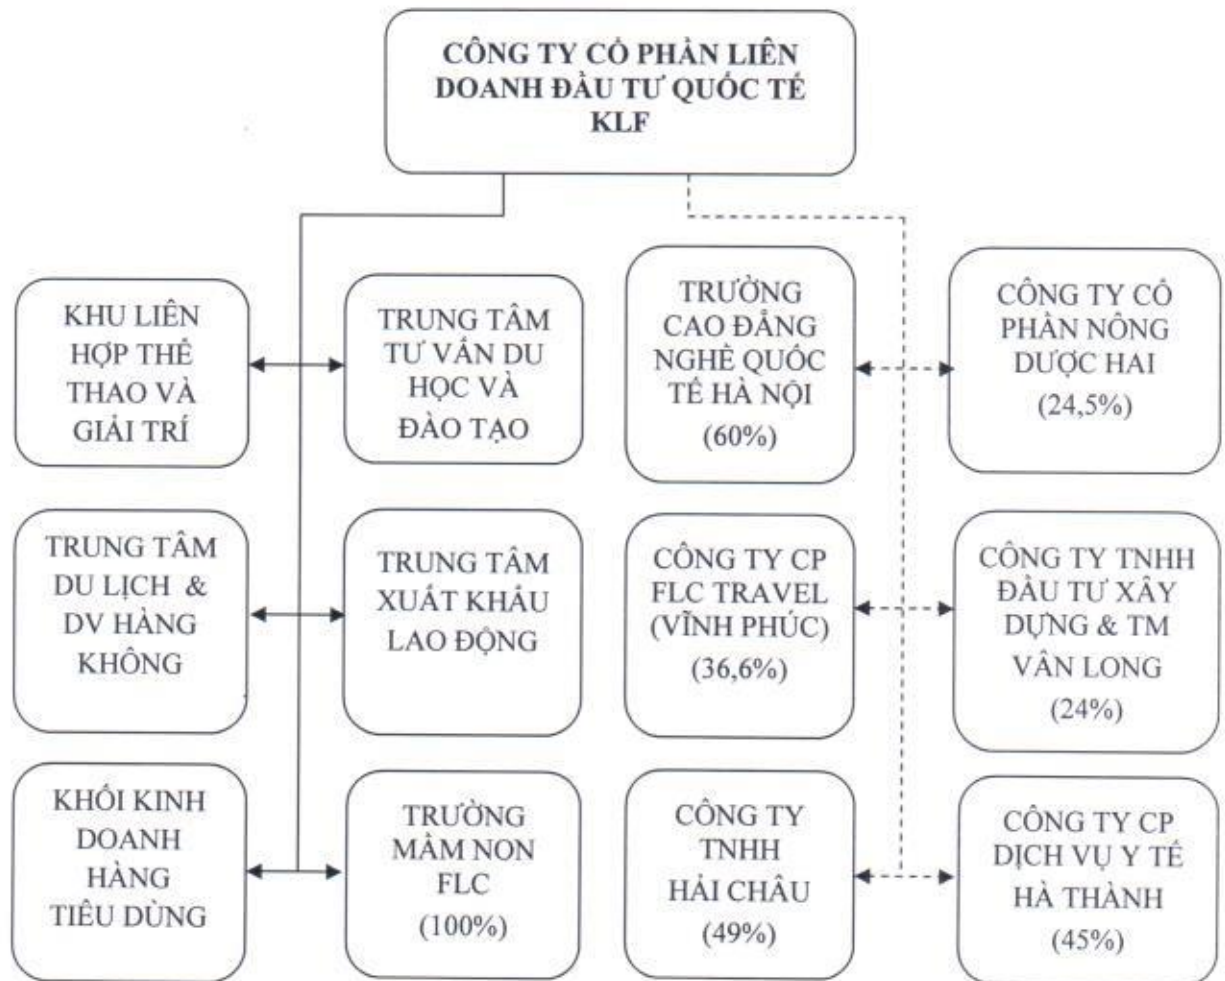 CÔNG TY CỔ PHẦN LIÊN
DOANH ĐẦU TƯ QUỐC TẾ
KLF
KHU LIÊN
HỢP THỂ
THAO VÀ
GIẢI TRÍ
TRUNG TÂM
TƯ VẤN DU
HỌC VÀ
ĐÀO TẠO
TRƯỜNG
CAO ĐẲNG
NGHỀ QUỐC
TẾ HÀ NỘI
(60%)
CÔNG TY CỔ
PHẦN NÔNG
DƯỢC HAI
(24,5%)
TRUNG TÂM
DU LỊCH &
DV HÀNG
KHÔNG
TRUNG TÂM
XUẤT KHẨU
LAO ĐỘNG
CÔNG TY CP
FLC TRAVEL
(VĨNH PHÚC)
(36,6%)
CÔNG TY TNHH
ĐẦU TƯ XÂY
DỰNG & TM
VÂN LONG
(24%)
KHỐI KINH
DOANH
HÀNG
TIÊU DÙNG
TRƯỜNG
MẦM NON
FLC
(100%)
CÔNG TY
TNHH
HẢI CHÂU
(49%)
CÔNG TY CP
DỊCH VỤ Y TẾ
HÀ THÀNH
(45%)